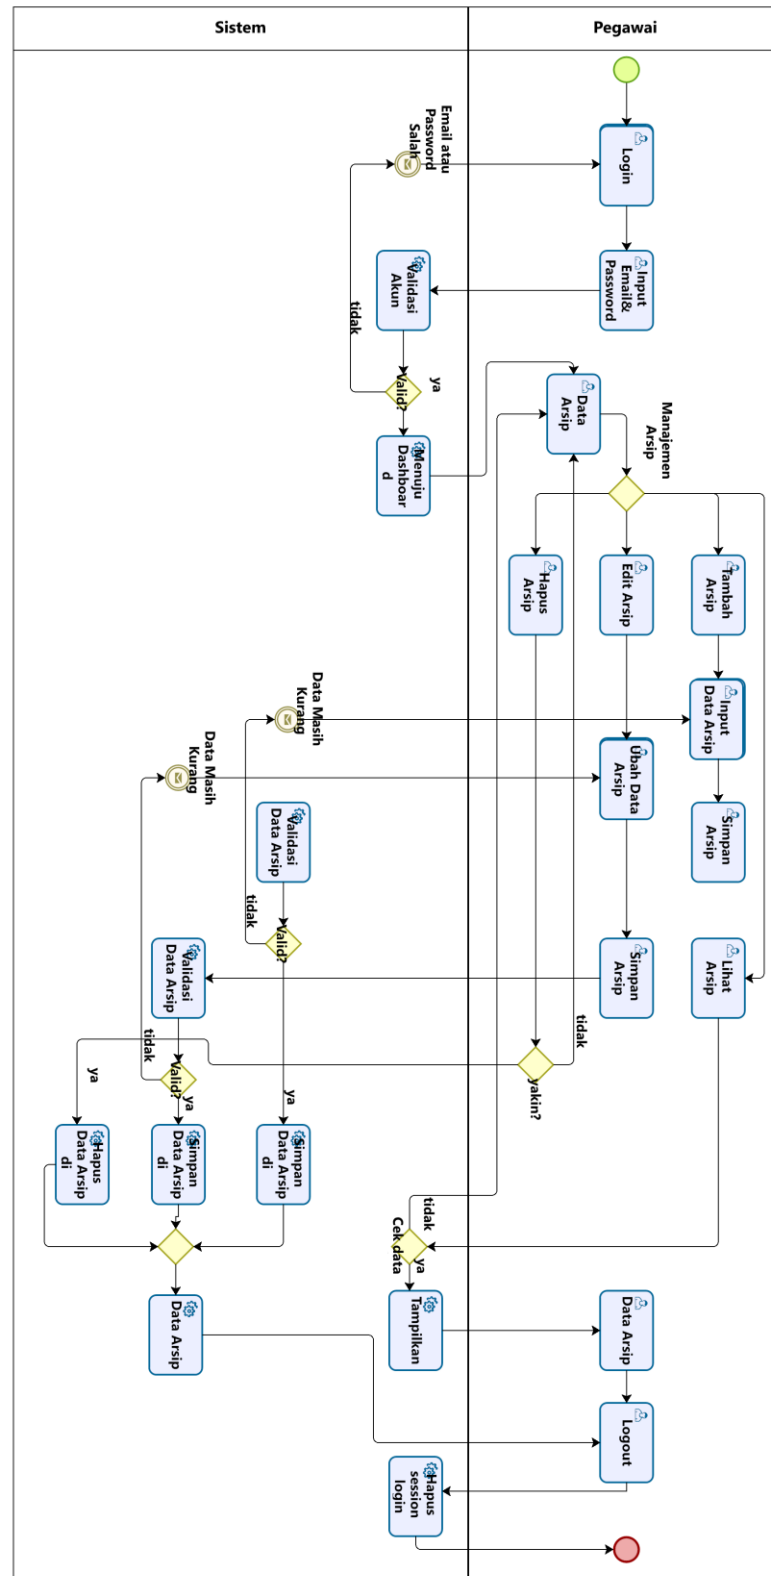 Sistem
Pegawai
Email atau
Password
Salah
Login
Validasi
Akun
Input
Email&
Password
tidak
ya
Valid?
Data
Arsip
Manajemen
Arsip
Menuju
Dashboar
d
Hapus
Arsip
Edit Arsip
Tambah
Arsip
Data Masih
Kurang
Input
Data Arsip
Data Masih
Kurang
Ubah Data
Arsip
Validasi
Data Arsip
Simpan
Arsip
tidak
Valid?
Validasi
Data Arsip
Simpan
Arsip
Lihat
Arsip
tidak
tidak
ya
Valid?
ya
ya
yakin?
Hapus
Data Arsip
di
Simpan
Data Arsip
di
Simpan
Data Arsip
di
tidak
Cek data
ya
Data Arsip
Tampilkan
Data Arsip
Logout
Hapus
session
login